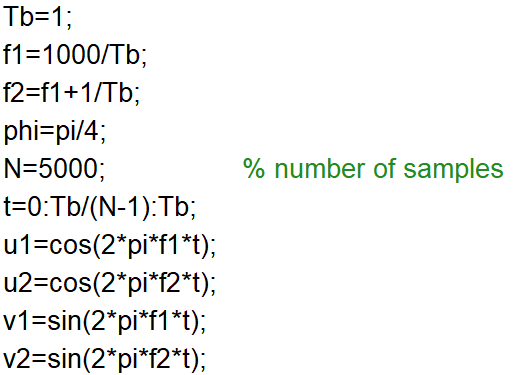 Tb=1;
f1=1000/Tb;
f2=f1+1/Tb;
phi=pi/4;
N=5000; % number of samples
t=0:Tb/(N-1):Tb;
u1=cos(2*pi*f1*t);
u2=cos(2*pi*f2*t);
v1=sin(2*pi*f1*t);
v2=sin(2*pi*f2*t);